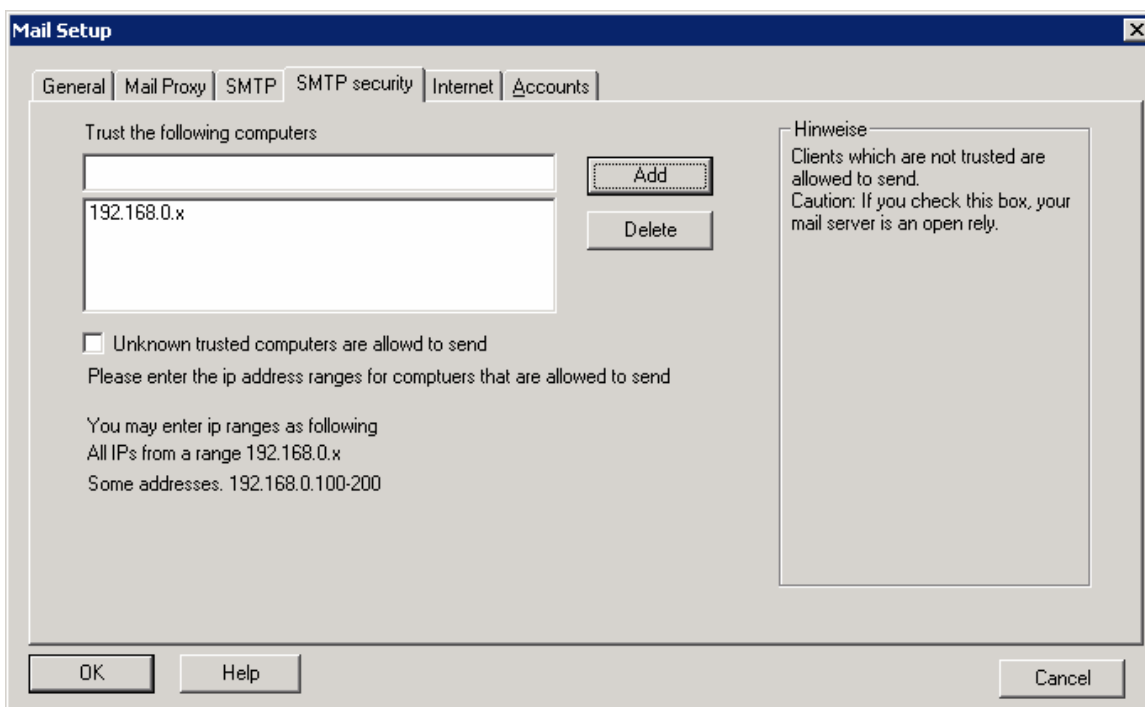 Mail Setup
General Mail Proxy SMTP SMTP security Internet Accounts
Trust the following computers
Add
192.168.0.x
Delete
Unknown trusted computers are allowd to send
Please enter the ip address ranges for comptuers that are allowed to send
You may enter ip ranges as following
All IPs from a range 192.168.0.x
Some addresses. 192.168.0.100-200
Hinweise
Clients which are not trusted are
allowed to send.
Caution: If you check this box, your
mail server is an open rely.
OK Help Cancel